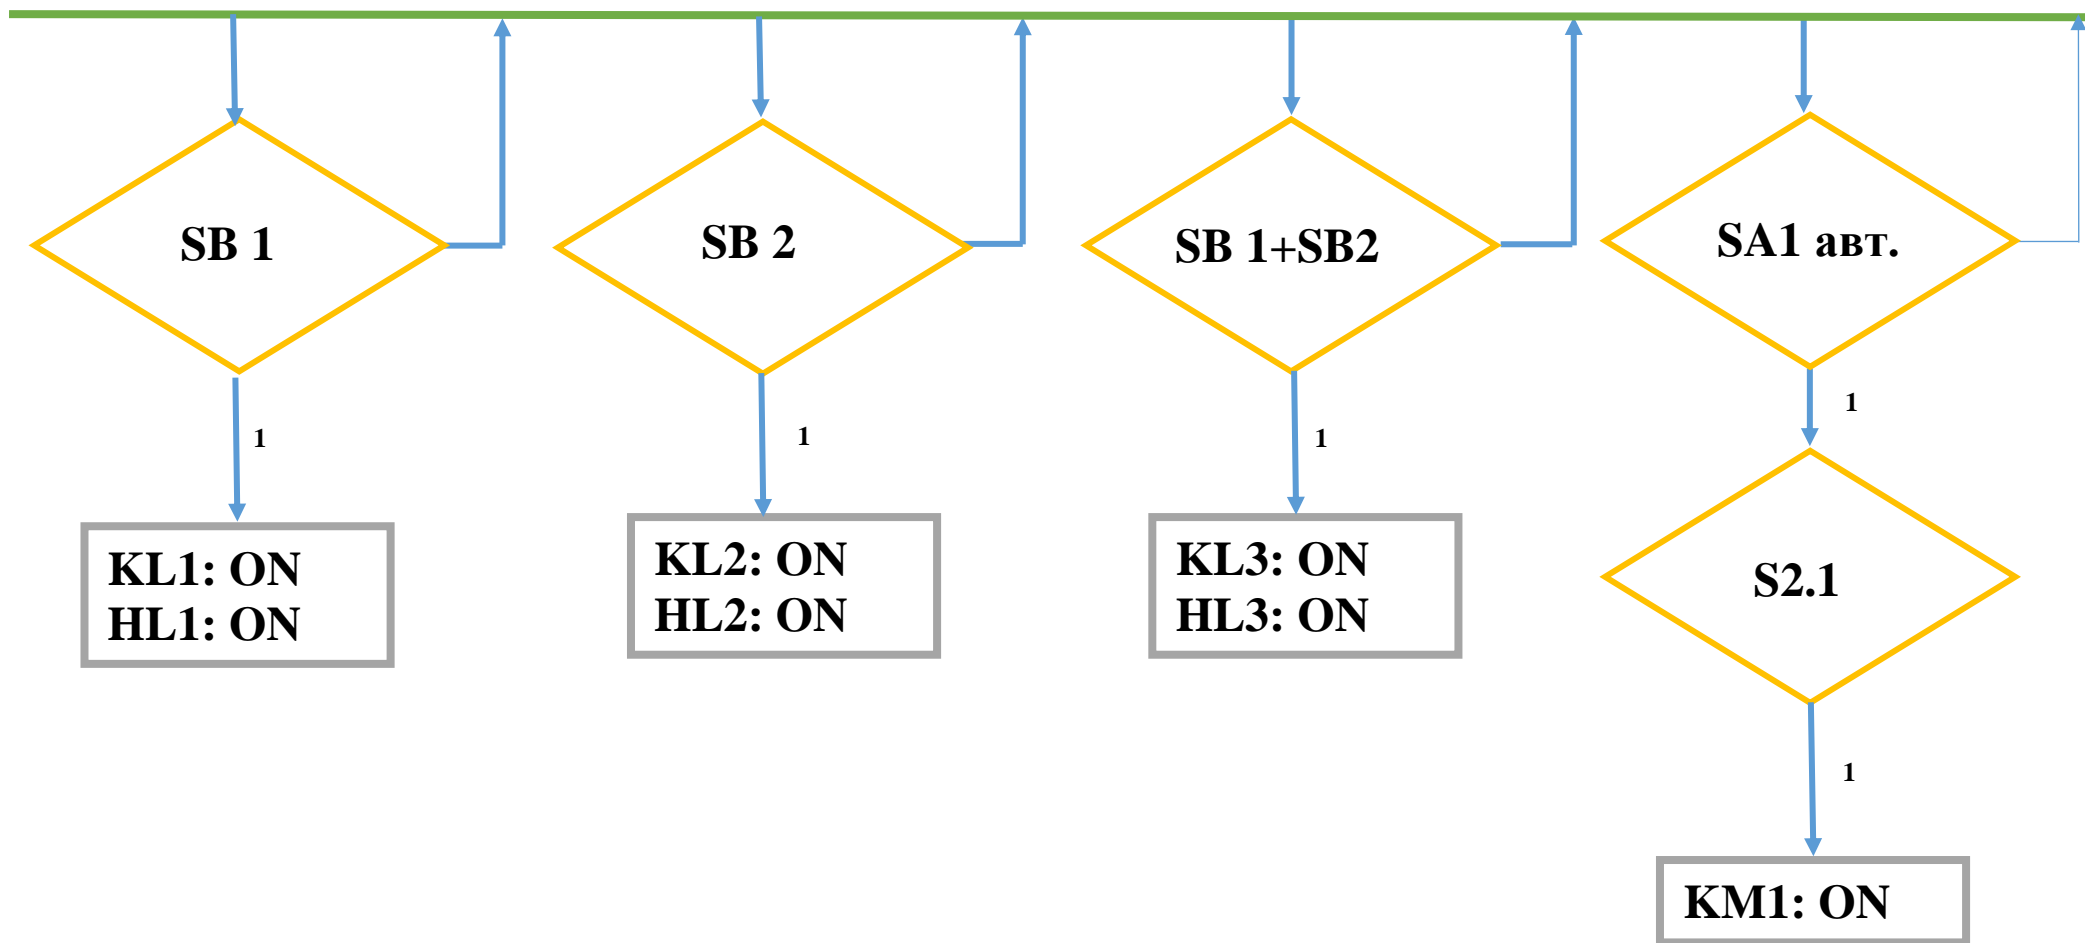 SB 1
SB 2
SB 1+SB2
SA1 авт.
1
1
1
1
KL1: ON
HL1: ON
KL2: ON
HL2: ON
KL3: ON
HL3: ON
S2.1
1
KM1: ON